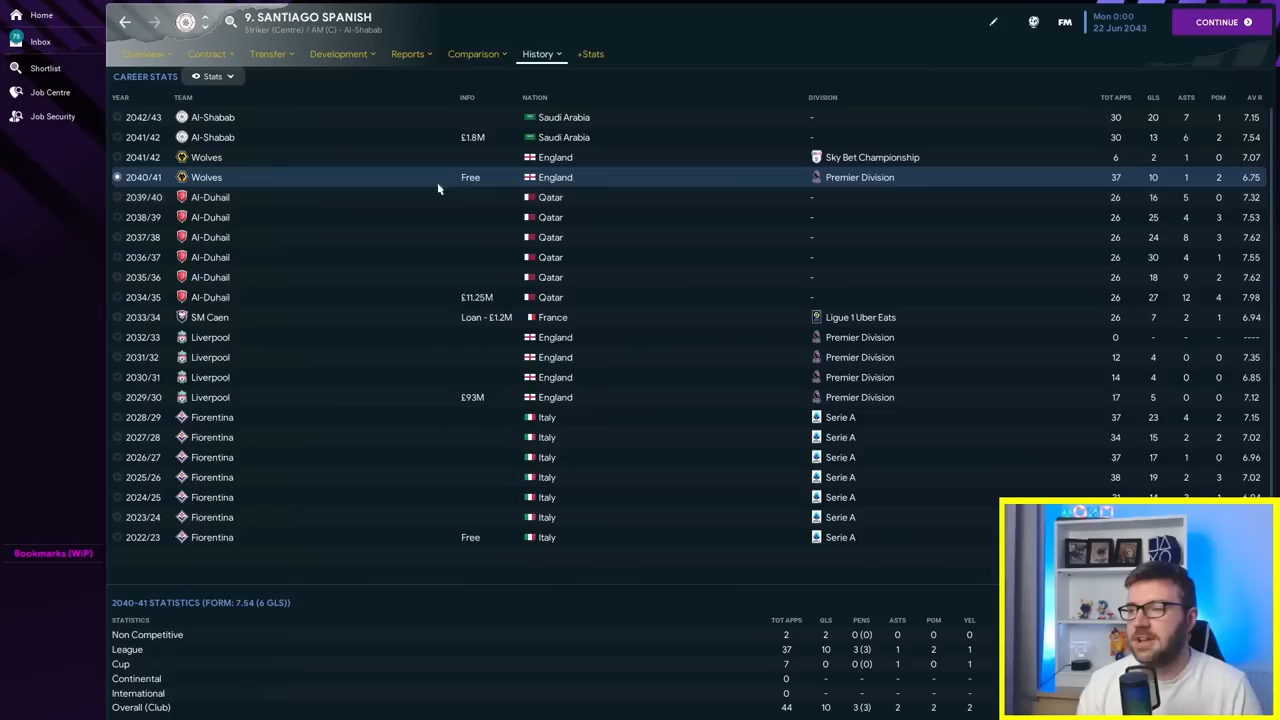 Home
75
Inbox
Shortlist
Job Centre
Job Security
Bookmarks (WiP)
9. SANTIAGO SPANISH
Striker (Centre) / AM (C) - Al-Shabab
FM
Mon 0:00
22 Jun 2043
CONTINUE
Overview Contract Transfer Development Reports Comparison History +Stats
CAREER STATS Stats
YEAR TEAM INFO NATION DIVISION TOT APPS GLS ASTS POM AV R
2042/43 Al-Shabab Saudi Arabia - 30 20 7 1 7.15
2041/42 Al-Shabab £1.8M Saudi Arabia - 30 13 6 2 7.54
2041/42 Wolves England Sky Bet Championship 6 2 1 0 7.07
2040/41 Wolves Free England Premier Division 37 10 1 2 6.75
2039/40 Al-Duhail Qatar - 26 16 5 0 7.32
2038/39 Al-Duhail Qatar - 26 25 4 3 7.53
2037/38 Al-Duhail Qatar - 26 24 8 3 7.62
2036/37 Al-Duhail Qatar - 26 30 4 1 7.55
2035/36 Al-Duhail Qatar - 26 18 9 2 7.62
2034/35 Al-Duhail £11.25M Qatar - 26 27 12 4 7.98
2033/34 SM Caen Loan - £1.2M France Ligue 1 Uber Eats 26 7 2 1 6.94
2032/33 Liverpool England Premier Division 0 - - - ----
2031/32 Liverpool England Premier Division 12 4 0 0 7.35
2030/31 Liverpool England Premier Division 14 4 0 0 6.85
2029/30 Liverpool £93M England Premier Division 17 5 0 0 7.12
2028/29 Fiorentina Italy Serie A 37 23 4 2 7.15
2027/28 Fiorentina Italy Serie A 34 15 2 2 7.02
2026/27 Fiorentina Italy Serie A 37 17 1 0 6.96
2025/26 Fiorentina Italy Serie A 38 19 2 3 7.02
2024/25 Fiorentina Italy Serie A
2023/24 Fiorentina Italy Serie A
2022/23 Fiorentina Free Italy Serie A
2040-41 STATISTICS (FORM: 7.54 (6 GLS))
STATISTICS TOT APPS GLS PENS ASTS POM YEL
Non Competitive 2 2 0 (0) 0 0 0
League 37 10 3 (3) 1 2 1
Cup 7 0 0 (0) 1 0 1
Continental 0 - - - - -
International 0 - - - - -
Overall (Club) 44 10 3 (3) 2 2 2